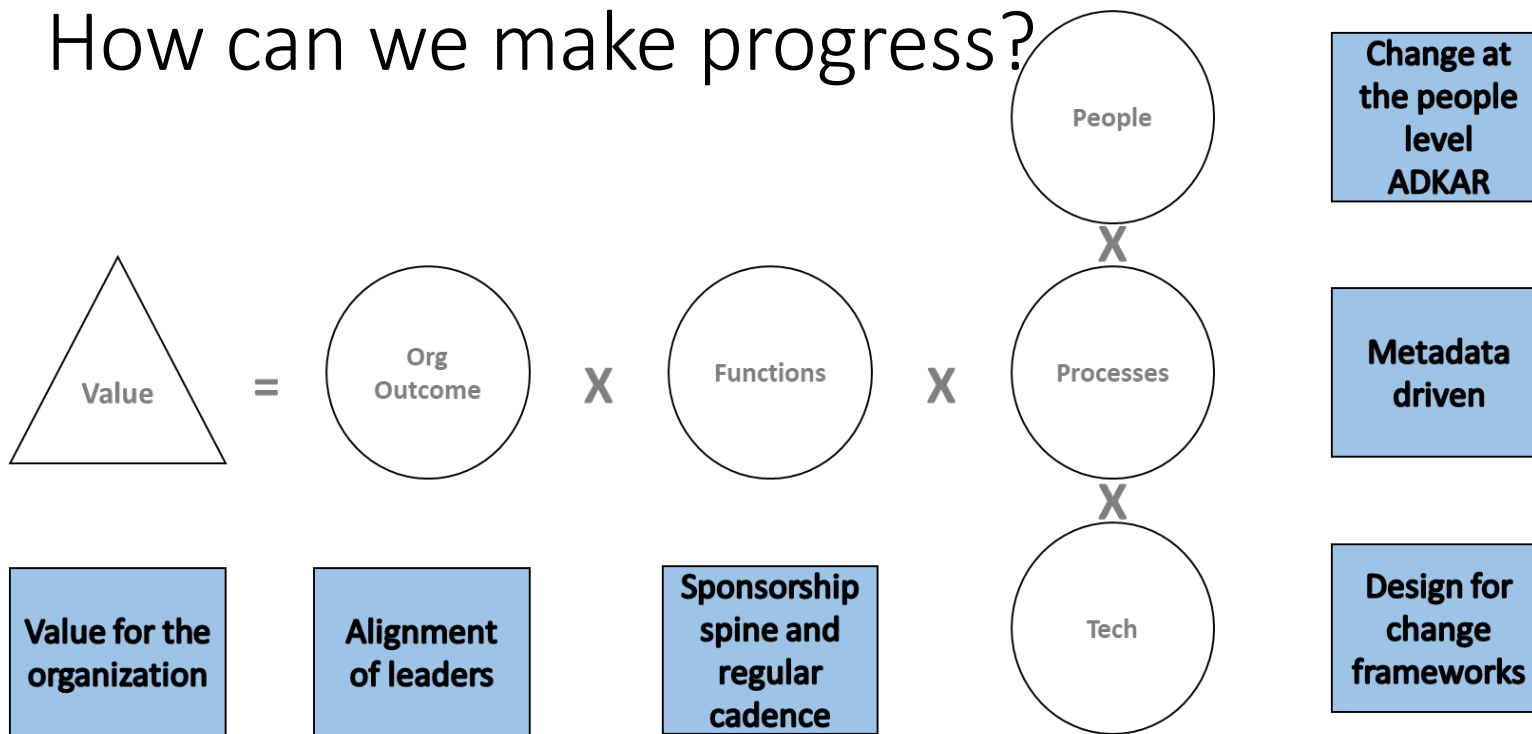 How can we make progress?
People
Change at
the people
level
ADKAR
X
Value
=
Org
Outcome
X
Functions
X
Processes
Metadata
driven
X
Value for the
organization
Alignment
of leaders
Sponsorship
spine and
regular
cadence
Tech
Design for
change
frameworks